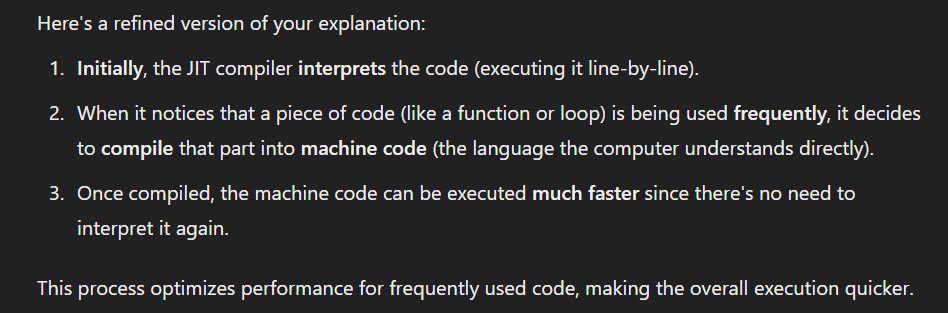 Here's a refined version of your explanation:
1. Initially, the JIT compiler interprets the code (executing it line-by-line).
2. When it notices that a piece of code (like a function or loop) is being used frequently, it decides
to compile that part into machine code (the language the computer understands directly).
3. Once compiled, the machine code can be executed much faster since there's no need to
interpret it again.
This process optimizes performance for frequently used code, making the overall execution quicker.